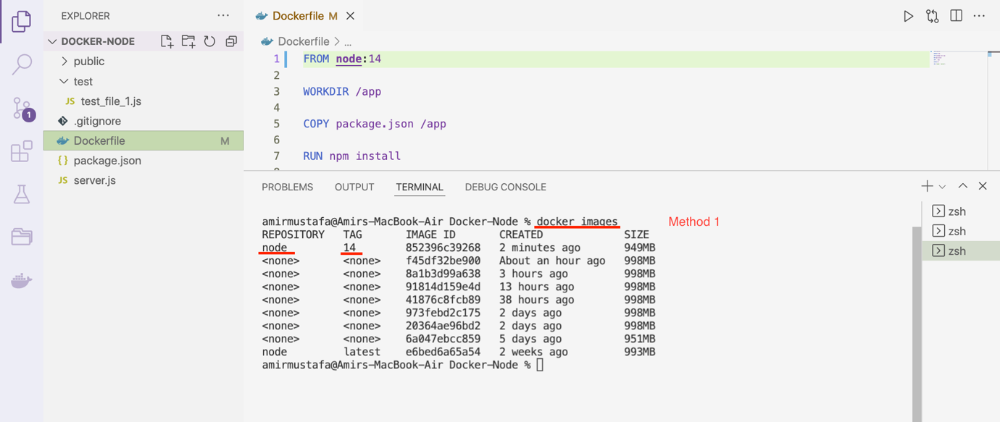 EXPLORER
DOCKER-NODE
public
test
JS test_file_1.js
.gitignore
Dockerfile M
{ } package.json
JS server.js
1
Dockerfile M
Dockerfile > ...
1 FROM node:14
2
3 WORKDIR /app
4
5 COPY package.json /app
6
7 RUN npm install
PROBLEMS OUTPUT TERMINAL DEBUG CONSOLE
amirmustafa@Amirs-MacBook-Air Docker-Node % docker images
Method 1
REPOSITORY TAG IMAGE ID CREATED SIZE
node 14 852396c39268 2 minutes ago 949MB
<none> <none> f45df32be900 About an hour ago 998MB
<none> <none> 8a1b3d99a638 3 hours ago 998MB
<none> <none> 91814d159e4d 13 hours ago 998MB
<none> <none> 41876c8fcb89 38 hours ago 998MB
<none> <none> 973febd2c175 2 days ago 998MB
<none> <none> 20364ae96bd2 2 days ago 998MB
<none> <none> 6a047ebcc859 5 days ago 951MB
node latest e6bed6a65a54 2 weeks ago 993MB
amirmustafa@Amirs-MacBook-Air Docker-Node %
zsh
zsh
zsh